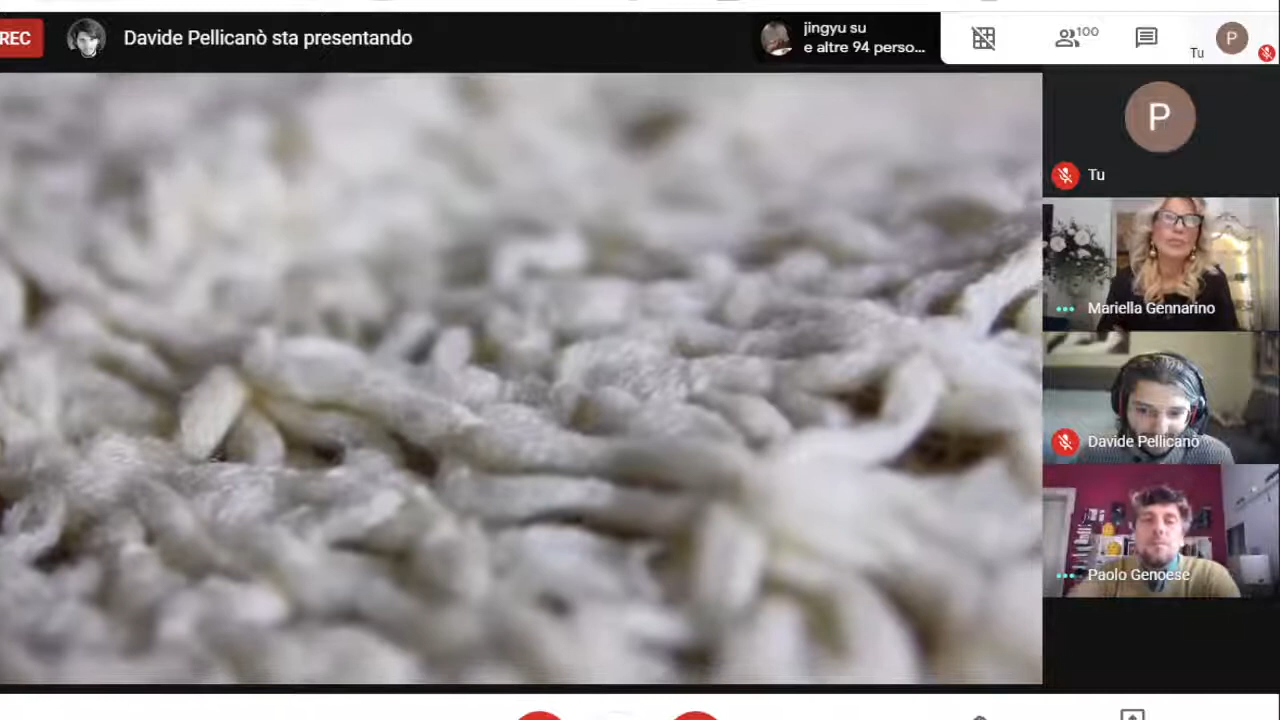 REC
Davide Pellicanò sta presentando
jingyu su
e altre 94 perso...
100
Tu
P
P
Tu
Mariella Gennarino
Davide Pellicanò
Paolo Genoese